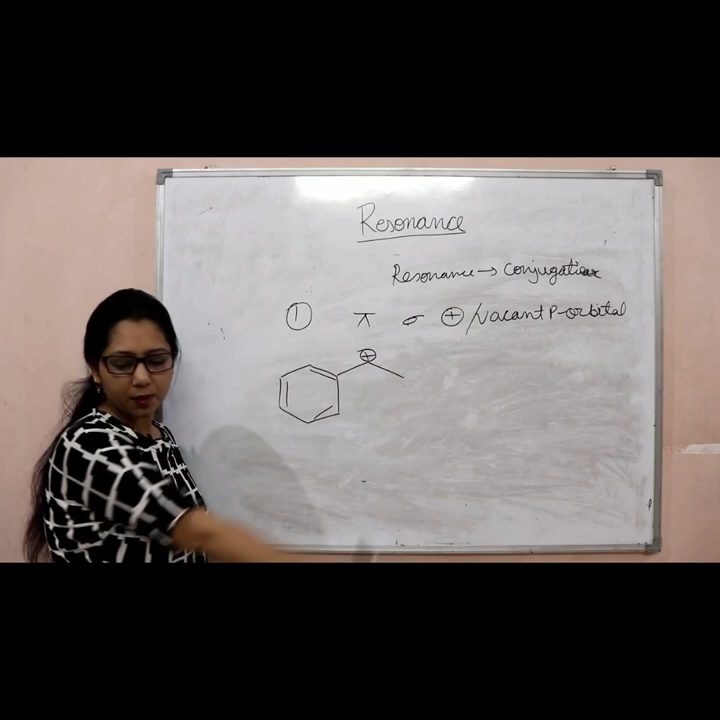 Resonance
Resonance → Conjugation
① π σ ⊕/Vacant P-orbital
⊕